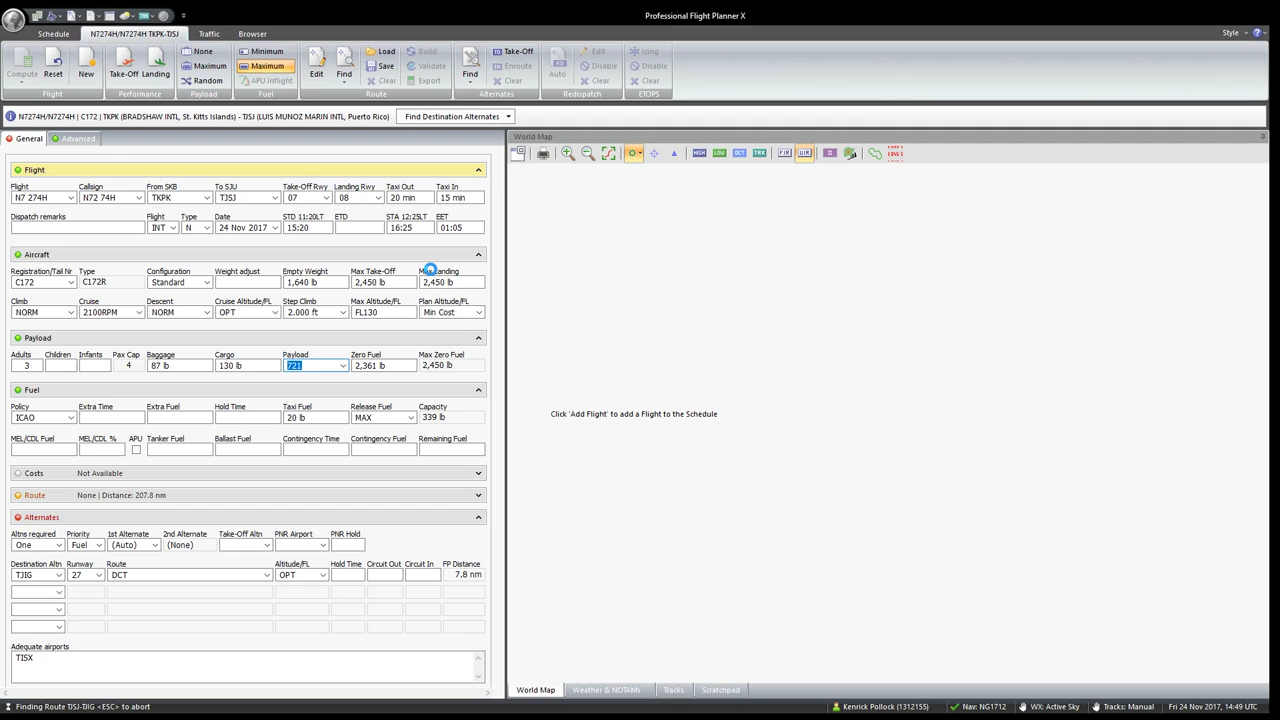 Professional Flight Planner X
Schedule N7274H/N7274H TKPK-TJSJ Traffic Browser Style
None Minimum Load Build Take-Off Edit Icing
Maximum Maximum Save Validate Enroute Disable Disable
Compute Reset New Take-Off Landing Random APU Inflight Edit Find Clear Export Find Clear Auto Clear Clear
Flight Performance Payload Fuel Route Alternates Redispatch ETOPS
N7274H/N7274H | C172 | TKPK (BRADSHAW INTL, St. Kitts Islands) - TJSJ (LUIS MUNOZ MARIN INTL, Puerto Rico) Find Destination Alternates
General Advanced World Map
HIGH LOW OCT TRK FIR UIR
Flight
Flight Callsign From SKB To SJU Take-Off Rwy Landing Rwy Taxi Out Taxi In
N7 274H N72 74H TKPK TJSJ 07 08 20 min 15 min
Dispatch remarks Flight Type Date STD 11:20LT ETD STA 12:25LT EET
INT N 24 Nov 2017 15:20 16:25 01:05
Aircraft
Registration/Tail Nr Type Configuration Weight adjust Empty Weight Max Take-Off Landing
C172 C172R Standard 1,640 lb 2,450 lb 2,450 lb
Climb Cruise Descent Cruise Altitude/FL Step Climb Max Altitude/FL Plan Altitude/FL
NORM 2100RPM NORM OPT 2.000 ft FL130 Min Cost
Payload
Adults Children Infants Pax Cap Baggage Cargo Payload Zero Fuel Max Zero Fuel
3 4 87 lb 130 lb 721 2,361 lb 2,450 lb
Fuel
Policy Extra Time Extra Fuel Hold Time Taxi Fuel Release Fuel Capacity
ICAO 20 lb MAX 339 lb
MEL/CDL Fuel MEL/CDL % APU Tanker Fuel Ballast Fuel Contingency Time Contingency Fuel Remaining Fuel
Costs Not Available
Route None | Distance: 207.8 nm
Alternates
Altns required Priority 1st Alternate 2nd Alternate Take-Off Altn PNR Airport PNR Hold
One Fuel (Auto) (None)
Destination Altn Runway Route Altitude/FL Hold Time Circuit Out Circuit In FP Distance
TJIG 27 DCT OPT 7.8 nm
Adequate airports
TISX
Click 'Add Flight' to add a Flight to the Schedule
World Map Weather & NOTAMs Tracks Scratchpad
Finding Route TJSJ-TJIG <ESC> to abort Kenrick Pollock (1312155) Nav: NG1712 WX: Active Sky Tracks: Manual Fri 24 Nov 2017, 14:49 UTC